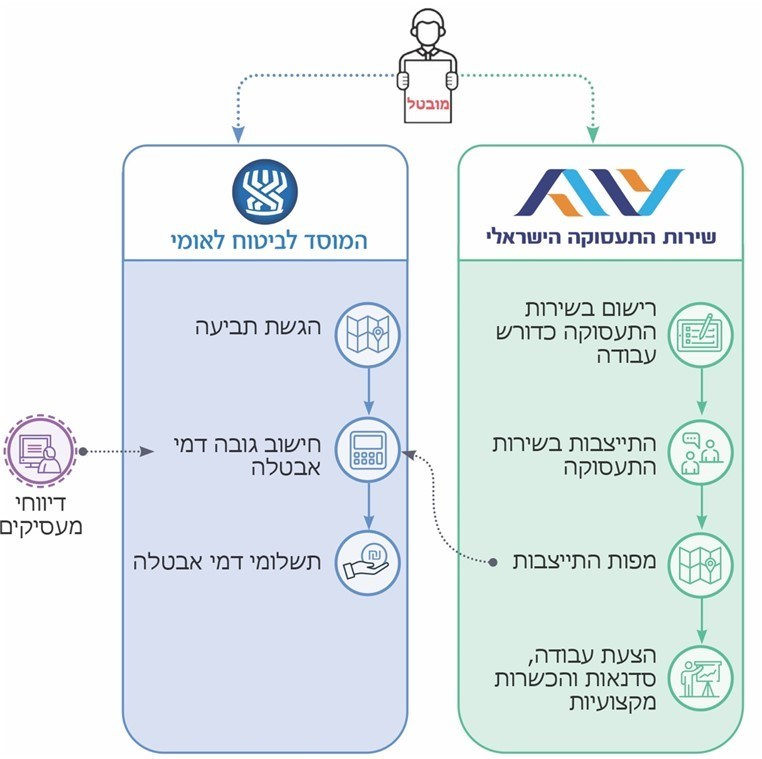 מובטל
שירות התעסוקה הישראלי
רישום בשירות
התעסוקה כדורש
עבודה
התייצבות בשירות
התעסוקה
מפות התייצבות
הצעת עבודה,
סדנאות והכשרות
מקצועיות
המוסד לביטוח לאומי
הגשת תביעה
חישוב גובה דמי
אבטלה
תשלומי דמי אבטלה
דיווחי
מעסיקים